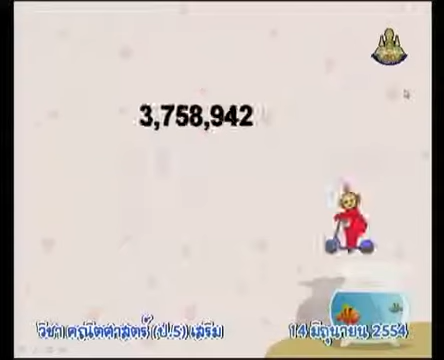 3,758,942
วิชา คณิตศาสตร์ (ป.5) เสริม
14 มิถุนายน 2554